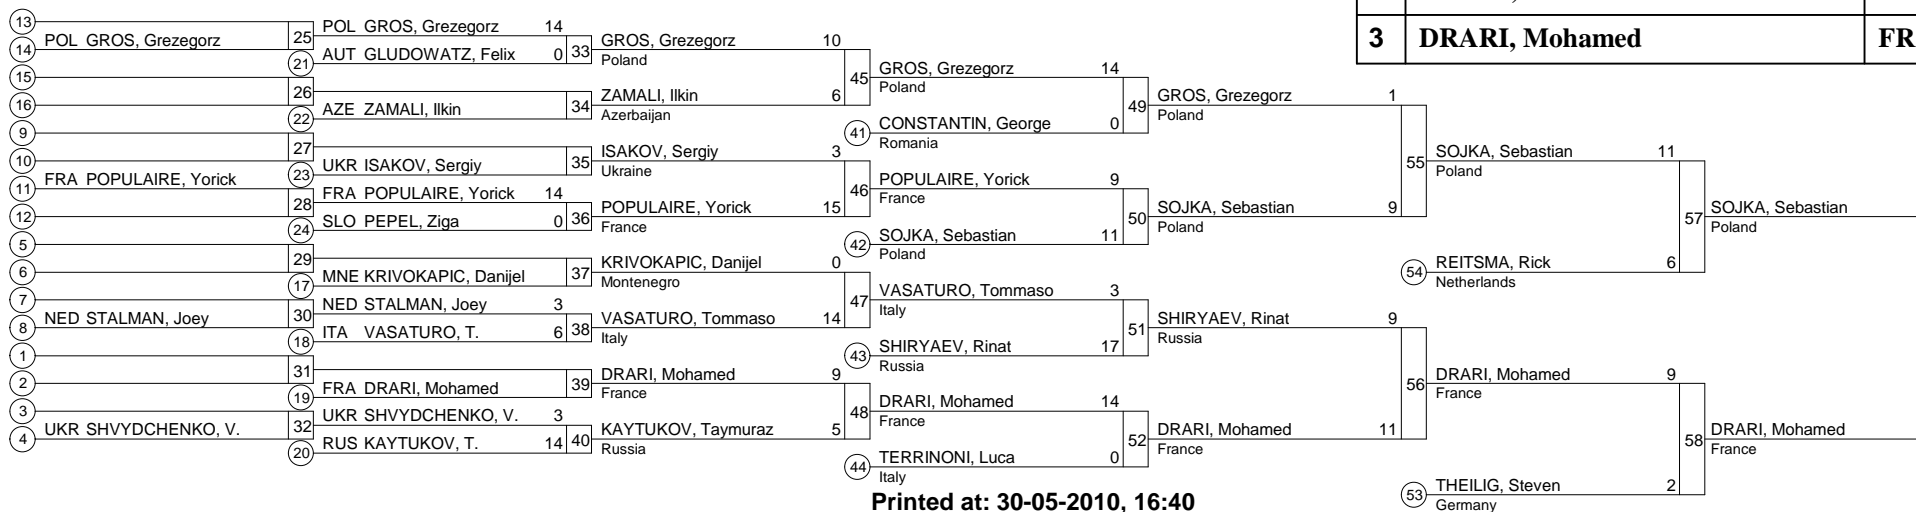 3 DRARI, Mohamed FR
13
POL GROS, Grezegorz
14
15
16
9
10
FRA POPULAIRE, Yorick
11
12
5
6
7
NED STALMAN, Joey
8
1
2
3
UKR SHVYDCHENKO, V.
4
POL GROS, Grezegorz 14
25
AUT GLUDOWATZ, Felix 0
21
26
AZE ZAMALI, Ilkin
22
27
UKR ISAKOV, Sergiy
23
FRA POPULAIRE, Yorick 14
28
SLO PEPEL, Ziga 0
24
29
MNE KRIVOKAPIC, Danijel
17
NED STALMAN, Joey 3
30
ITA VASATURO, T. 6
18
31
FRA DRARI, Mohamed
19
UKR SHVYDCHENKO, V. 3
32
RUS KAYTUKOV, T. 14
20
33
GROS, Grezegorz 10
Poland
34
ZAMALI, Ilkin 6
Azerbaijan
35
ISAKOV, Sergiy 3
Ukraine
36
POPULAIRE, Yorick 15
France
37
KRIVOKAPIC, Danijel 0
Montenegro
38
VASATURO, Tommaso 14
Italy
39
DRARI, Mohamed 9
France
40
KAYTUKOV, Taymuraz 5
Russia
45
GROS, Grezegorz 14
Poland
41
CONSTANTIN, George 0
Romania
46
POPULAIRE, Yorick 9
France
42
SOJKA, Sebastian 11
Poland
47
VASATURO, Tommaso 3
Italy
43
SHIRYAEV, Rinat 17
Russia
48
DRARI, Mohamed 14
France
44
TERRINONI, Luca 0
Italy
49
GROS, Grezegorz 1
Poland
50
SOJKA, Sebastian 9
Poland
51
SHIRYAEV, Rinat 9
Russia
52
DRARI, Mohamed 11
France
55
SOJKA, Sebastian 11
Poland
54
REITSMA, Rick 6
Netherlands
56
DRARI, Mohamed 9
France
53
THEILIG, Steven 2
Germany
57
SOJKA, Sebastian
Poland
58
DRARI, Mohamed
France
Printed at: 30-05-2010, 16:40